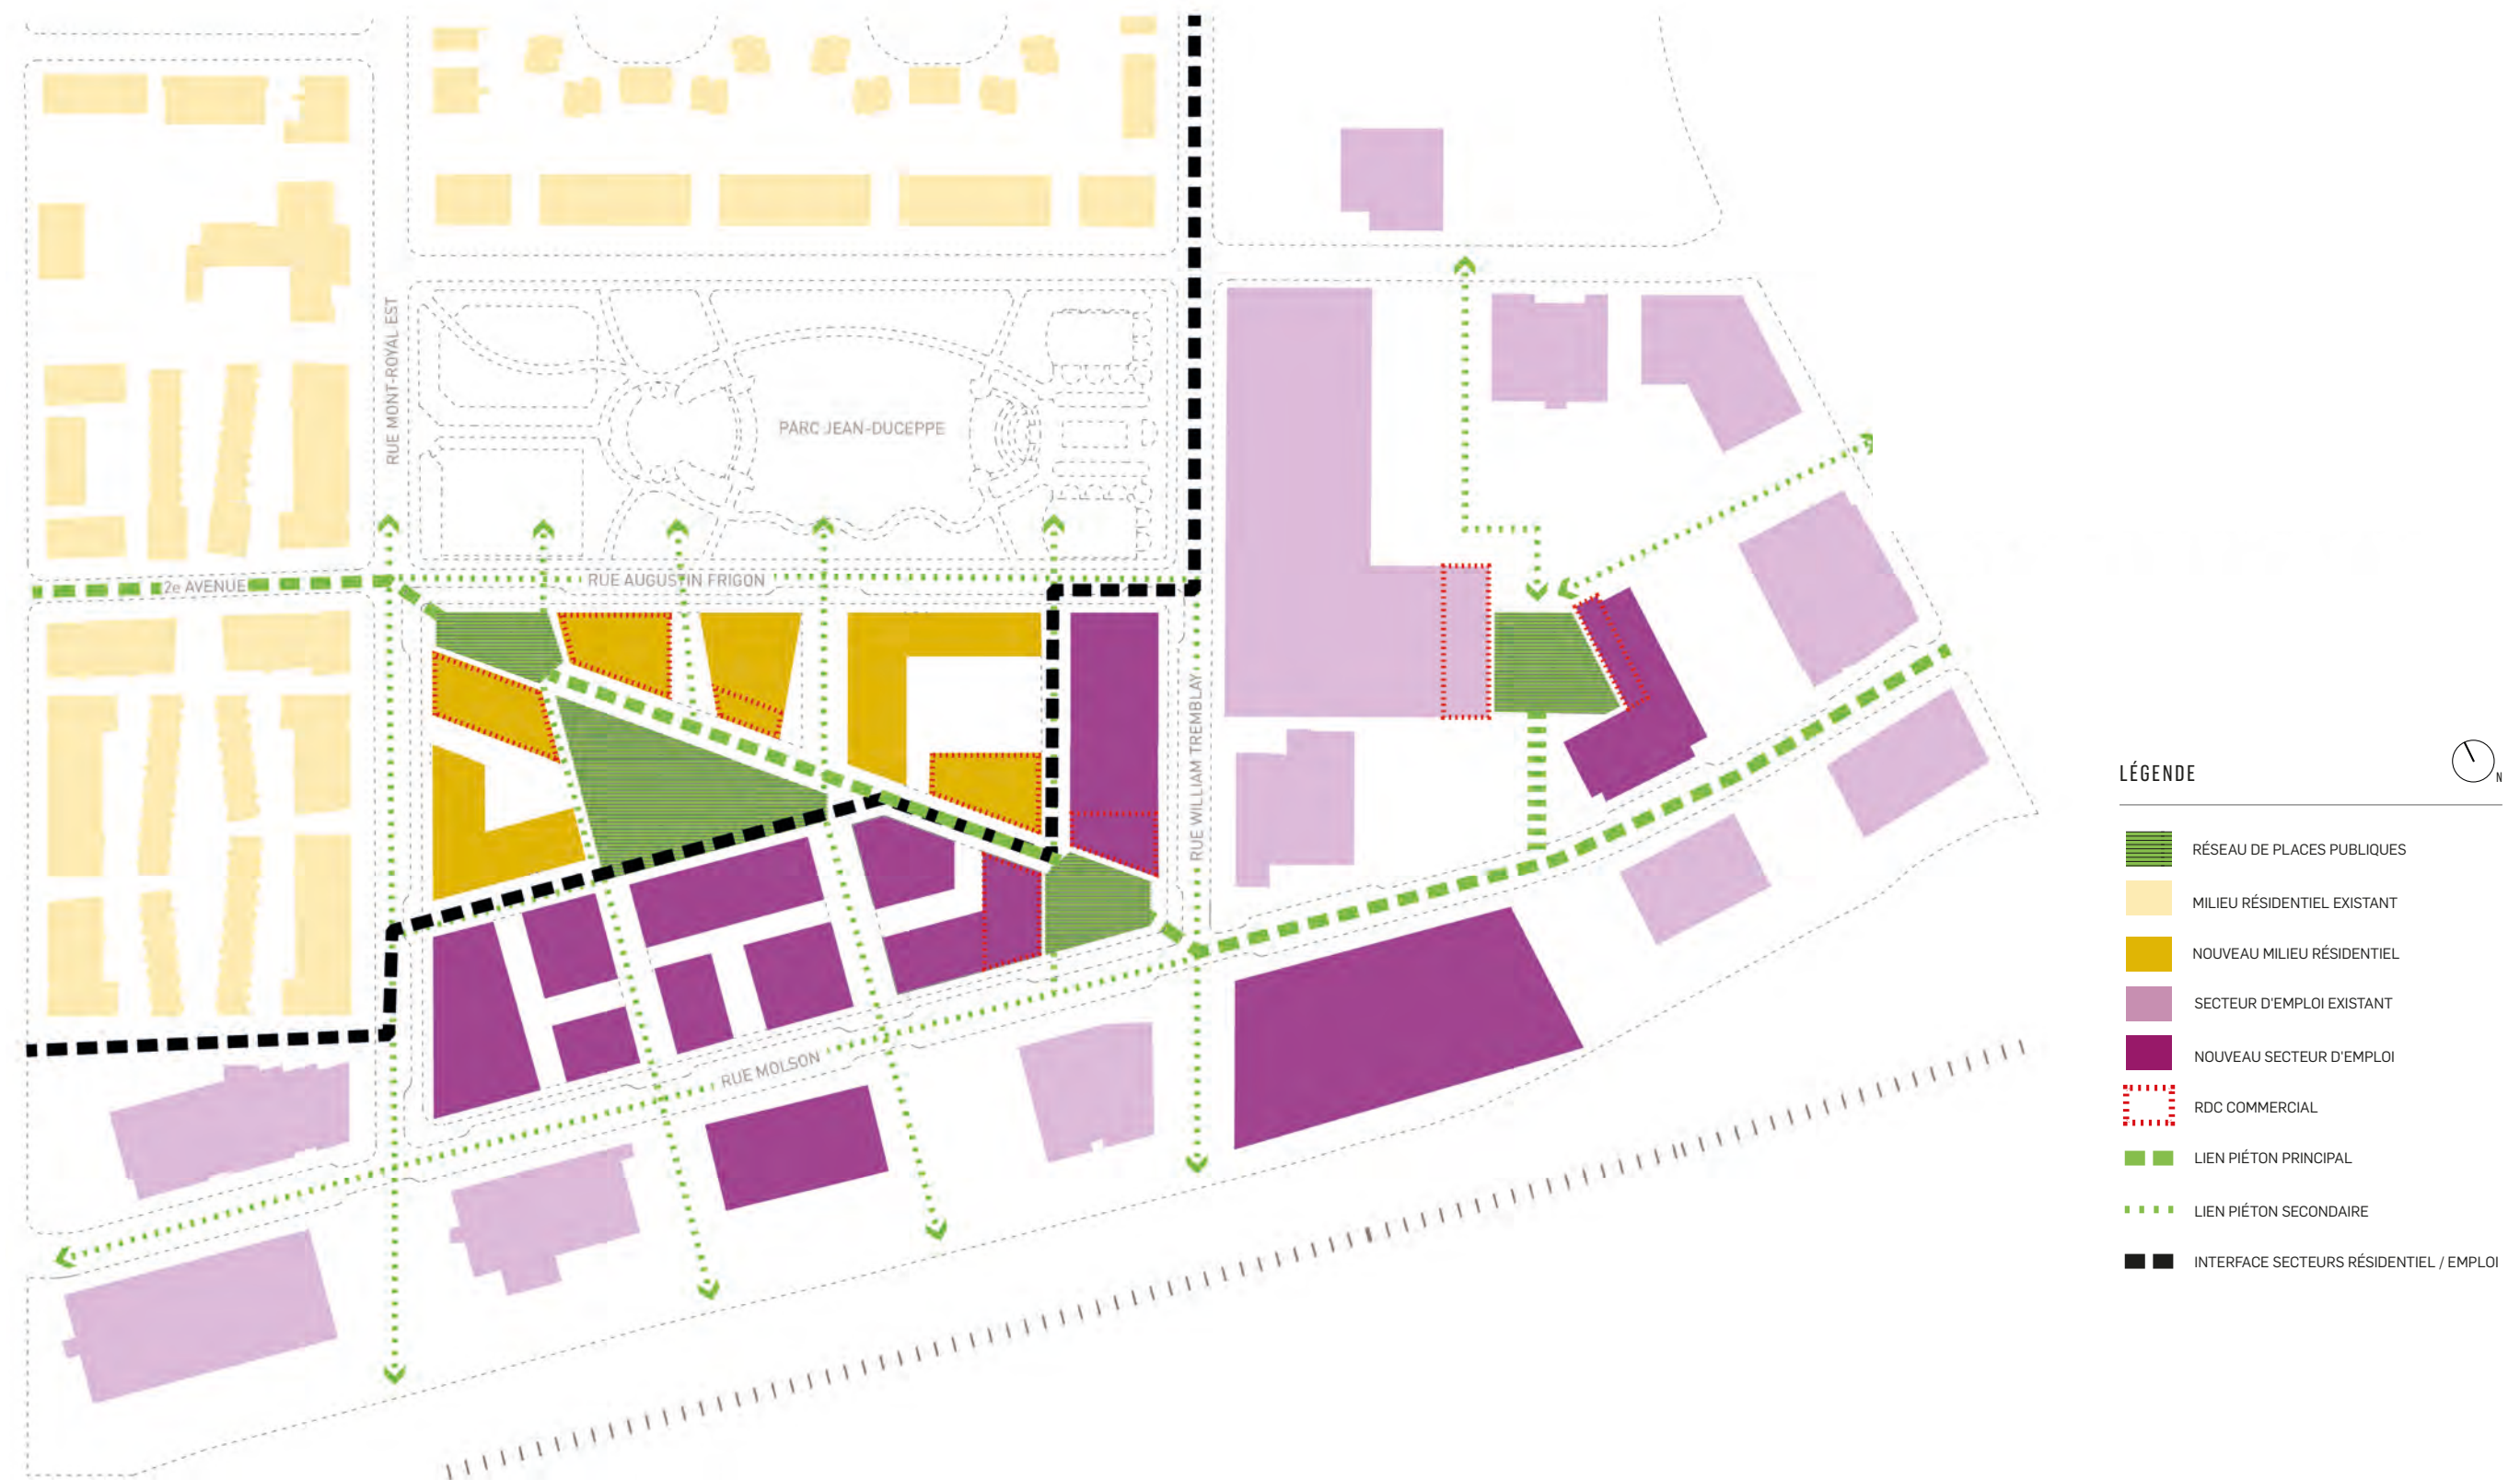 RUE MONT-ROYAL EST
PARC JEAN-DUCEPPE
2e AVENUE
RUE AUGUSTIN FRIGON
RUE WILLIAM TREMBLAY
RUE MOLSON
LÉGENDE
N
RÉSEAU DE PLACES PUBLIQUES
MILIEU RÉSIDENTIEL EXISTANT
NOUVEAU MILIEU RÉSIDENTIEL
SECTEUR D'EMPLOI EXISTANT
NOUVEAU SECTEUR D'EMPLOI
RDC COMMERCIAL
LIEN PIÉTON PRINCIPAL
LIEN PIÉTON SECONDAIRE
INTERFACE SECTEURS RÉSIDENTIEL / EMPLOI